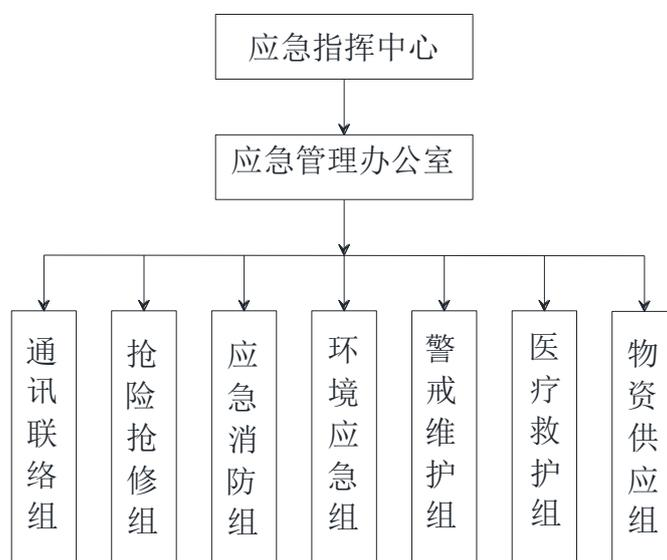 应急指挥中心
应急管理办公室
通讯联络组
抢险抢修组
应急消防组
环境应急组
警戒维护组
医疗救护组
物资供应组